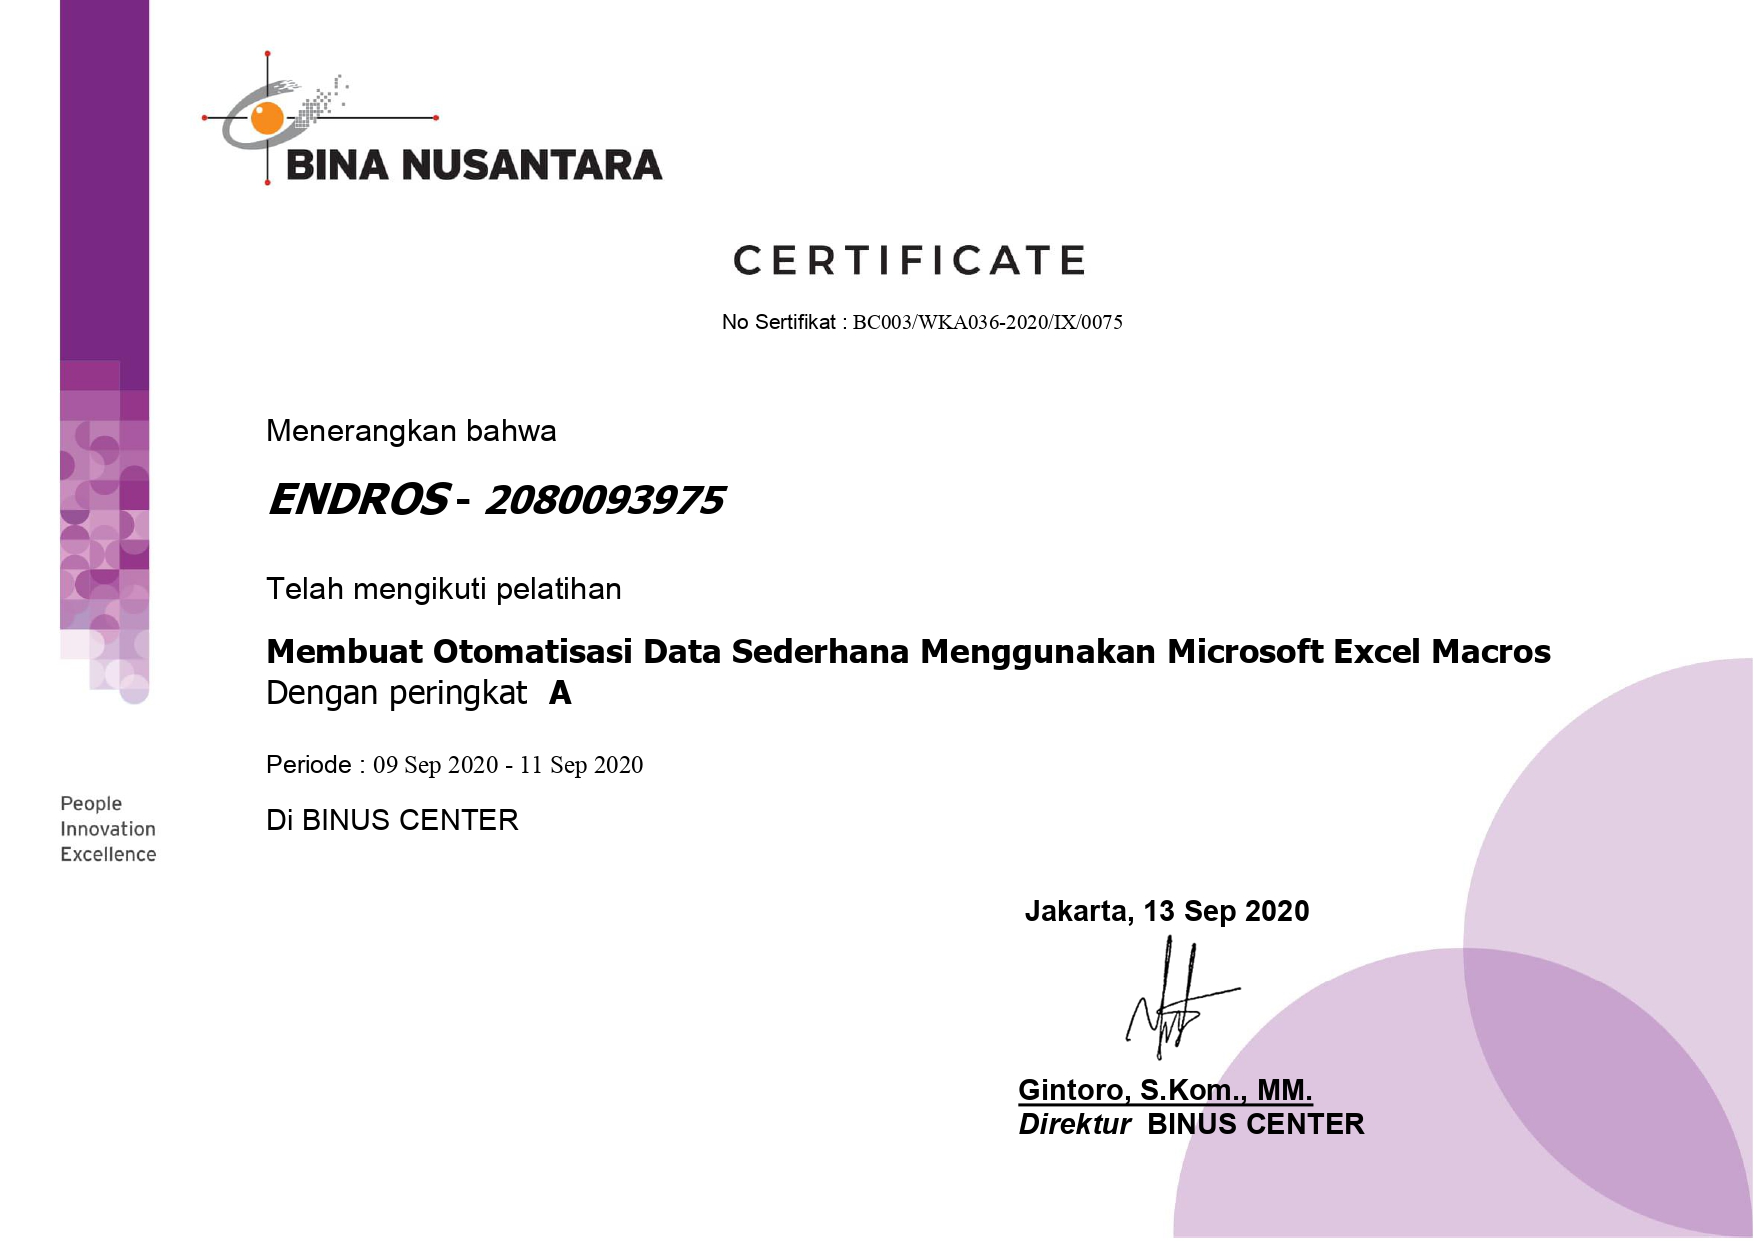 BINA NUSANTARA
CERTIFICATE
No Sertifikat : BC003/WKA036-2020/IX/0075
Menerangkan bahwa
ENDROS - 2080093975
Telah mengikuti pelatihan
Membuat Otomatisasi Data Sederhana Menggunakan Microsoft Excel Macros
Dengan peringkat A
Periode : 09 Sep 2020 - 11 Sep 2020
Di BINUS CENTER
People
Innovation
Excellence
Jakarta, 13 Sep 2020
Gintoro, S.Kom., MM.
Direktur BINUS CENTER